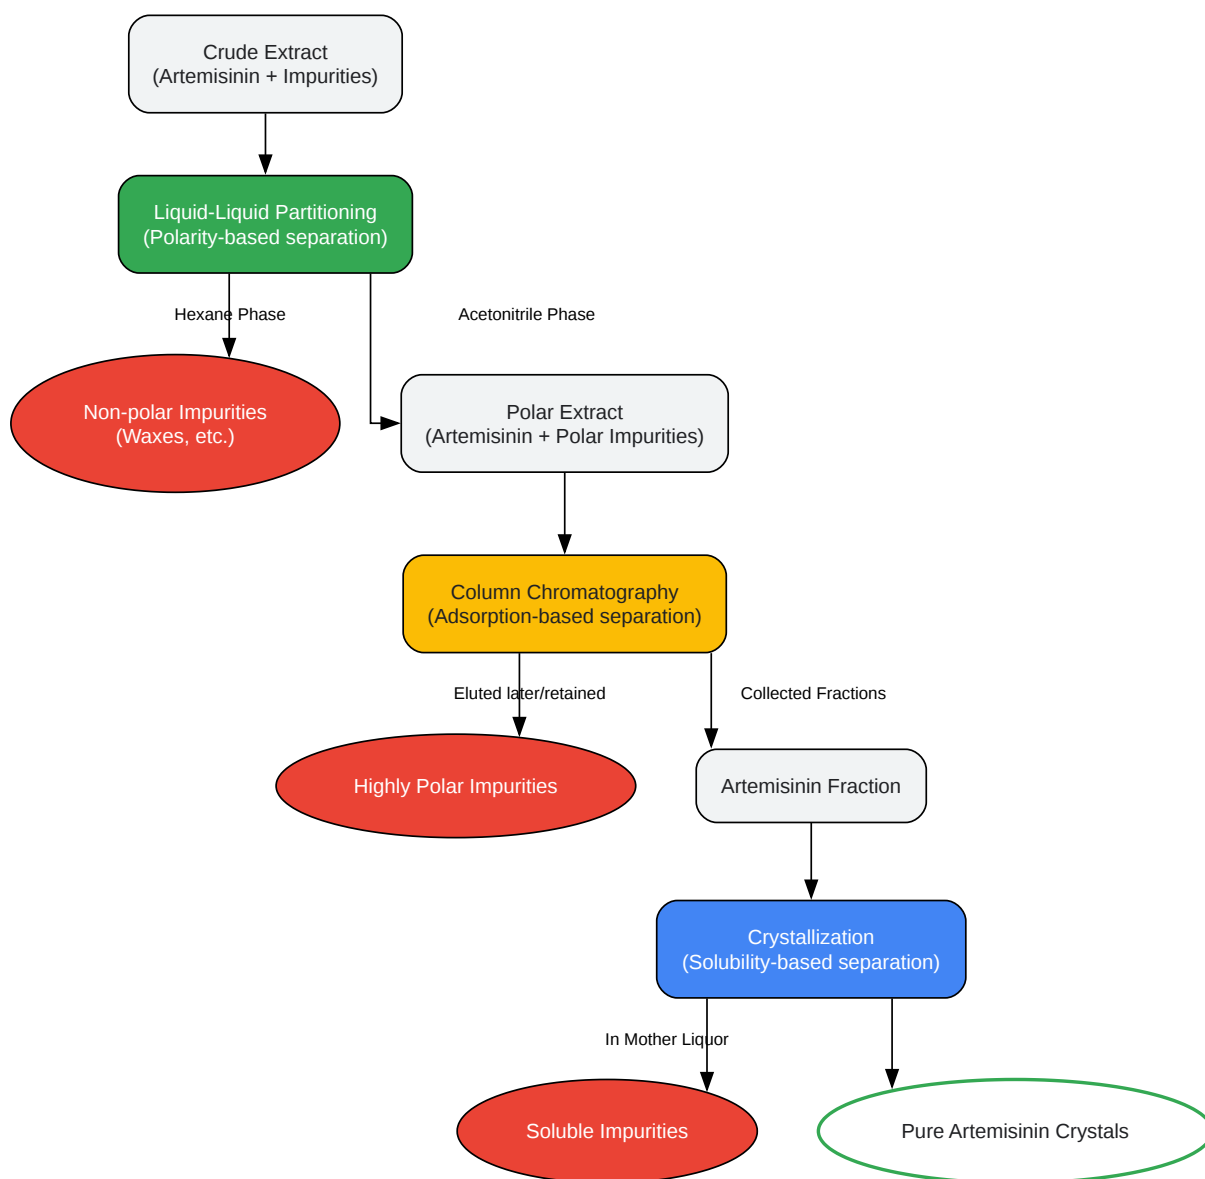 Crude Extract
(Artemisinin + Impurities)
Liquid-Liquid Partitioning
(Polarity-based separation)
Hexane Phase
Acetonitrile Phase
Non-polar Impurities
(Waxes, etc.)
Polar Extract
(Artemisinin + Polar Impurities)
Column Chromatography
(Adsorption-based separation)
Eluted later/retained
Collected Fractions
Highly Polar Impurities
Artemisinin Fraction
Crystallization
(Solubility-based separation)
In Mother Liquor
Soluble Impurities
Pure Artemisinin Crystals